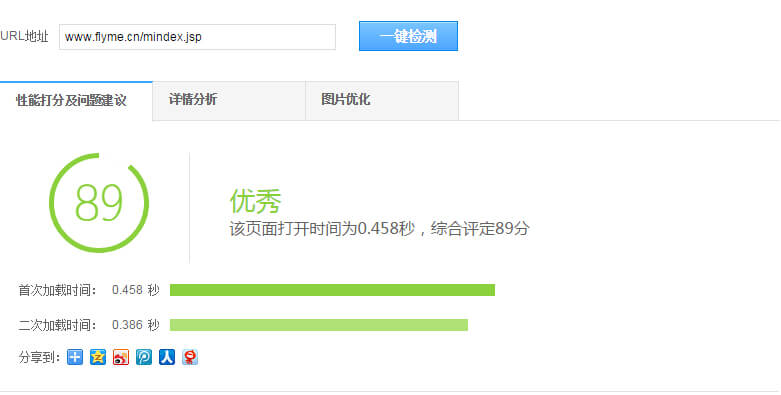 URL地址 www.flyme.cn/mindex.jsp 一键检测
性能打分及问题建议 详情分析 图片优化
89
优秀
该页面打开时间为0.458秒，综合评定89分
首次加载时间： 0.458 秒
二次加载时间： 0.386 秒
分享到：